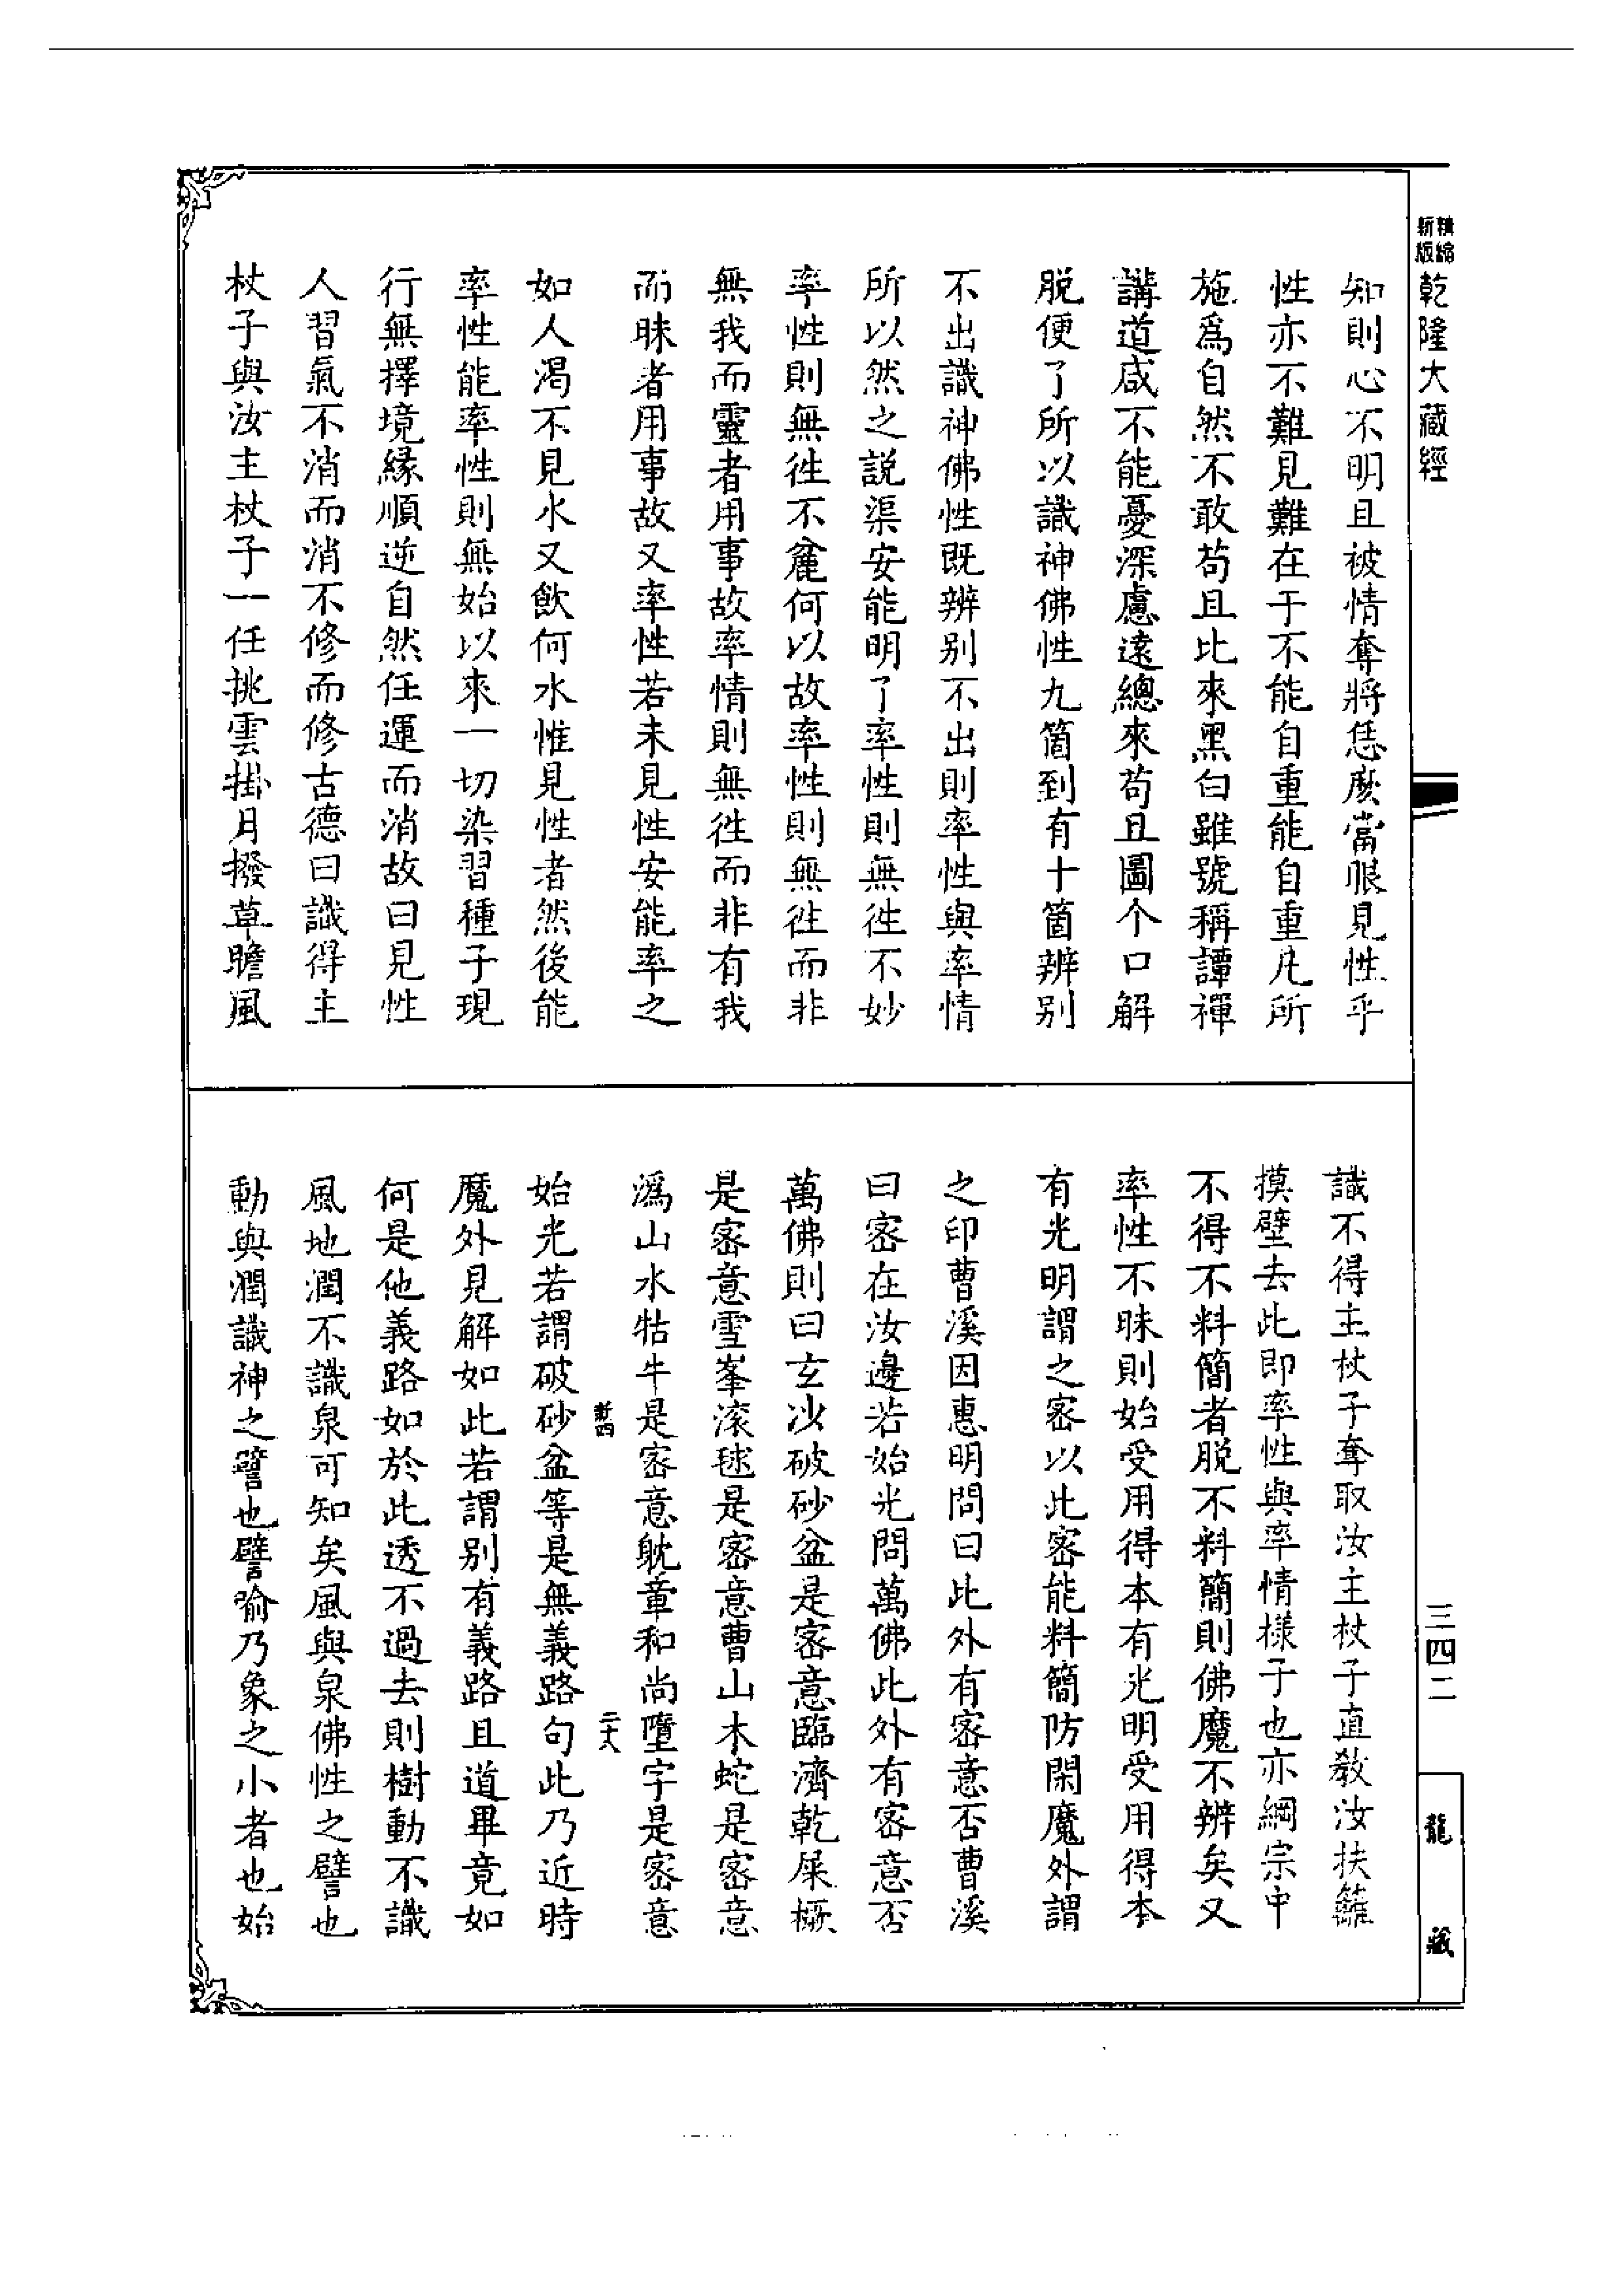 精縮
新版
乾隆大藏經
知則心不明且被情奪將恁麽當眼見性乎
性亦不難見難在于不能自重能自重凡所
施爲自然不敢茍且比來黑白雖號稱譚禪
講道咸不能憂深慮遠總來茍且圖个口解
脱便了所以識神佛性九箇到有十箇辨别
不出識神佛性既辨别不出則率性與率情
所以然之説渠安能明了率性則無徃不妙
率性則無徃不麄何以故率性則無徃而非
無我而靈者用事故率情則無徃而非有我
而昧者用事故又率性若未見性安能率之
如人渴不見水又飲何水惟見性者然後能
率性能率性則無始以來一切染習種子現
行無擇境縁順逆自然任運而消故曰見性
人習氣不消而消不修而修古德曰識得主
杖子與汝主杖子一任挑雲掛月撥草瞻風
識不得主杖子奪取汝主杖子直教汝扶籬
摸壁去此即率性與率情樣子也亦綱宗中
不得不料簡者脱不料簡則佛魔不辨矣又
率性不昧則始受用得本有光明受用得本
有光明謂之密以此密能料簡防閑魔外謂
之印曹溪因惠明問曰此外有密意否曹溪
曰密在汝邊若始光問萬佛此外有密意否
萬佛則曰玄沙破砂盆是密意臨濟乾屎橛
是密意雪峯滚毬是密意曹山木蛇是密意
潙山水牯牛是密意躭章和尚墮字是密意
始光若謂破砂盆等是無義路句此乃近時
魔外見解如此若謂别有義路且道畢竟如
何是他義路如於此透不過去則樹動不識
風地潤不識泉可知矣風與泉佛性之譬也
動與潤識神之譬也譬喻乃象之小者也始
二十八
三四二
龍
藏